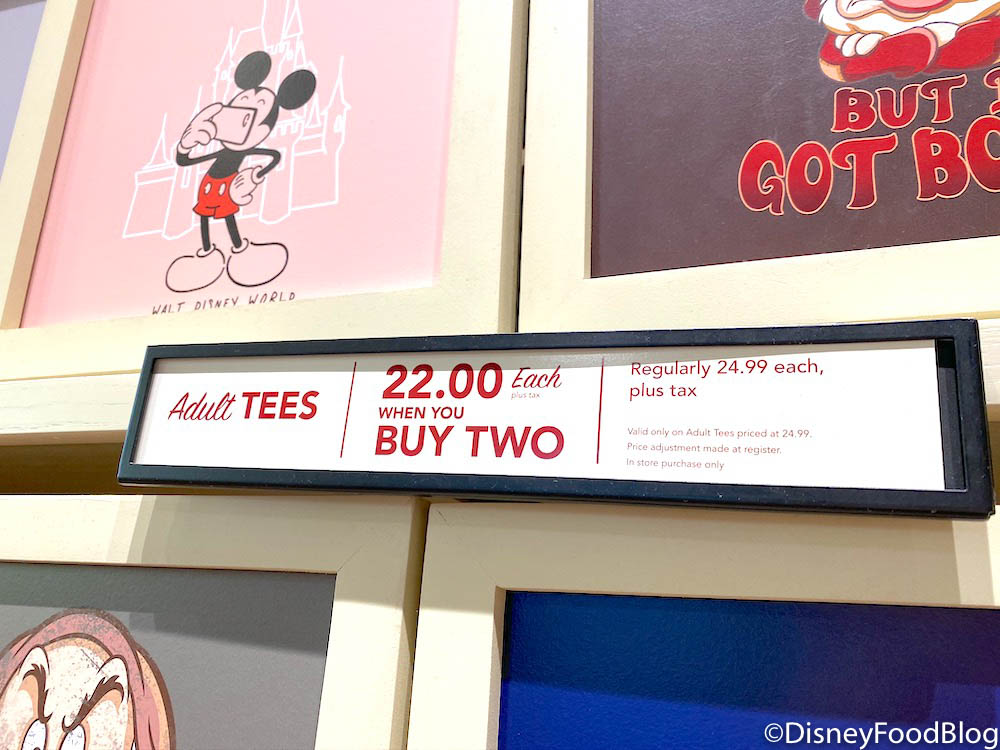 WALT DISNEY WORLD
BUT
GOT
Adult TEES
22.00 Each
plus tax
WHEN YOU
BUY TWO
Regularly 24.99 each,
plus tax
Valid only on Adult Tees priced at 24.99.
Price adjustment made at register.
In store purchase only
©DisneyFoodBlog